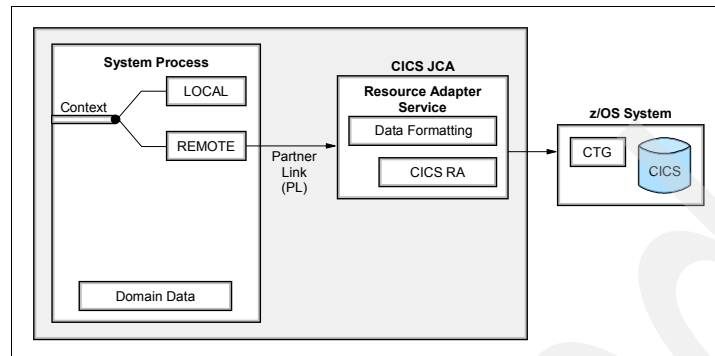 System Process
Context
LOCAL
REMOTE
Domain Data
Partner
Link
(PL)
CICS JCA
Resource Adapter
Service
Data Formatting
CICS RA
z/OS System
CTG
CICS